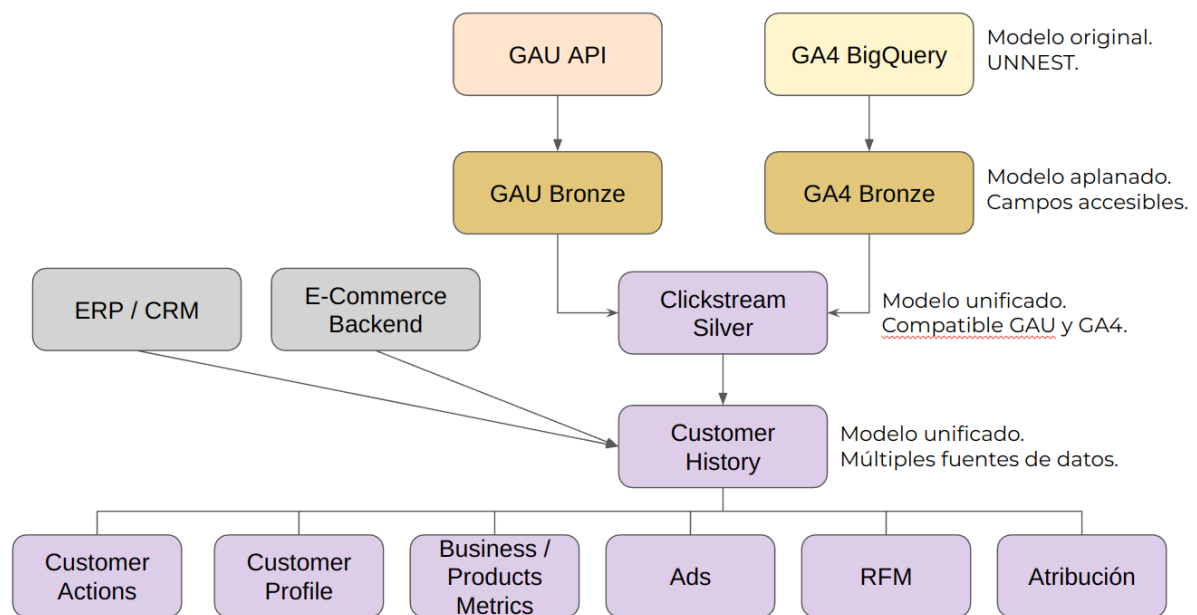 GAU API
GA4 BigQuery
Modelo original.
UNNEST.
GAU Bronze
GA4 Bronze
Modelo aplanado.
Campos accesibles.
ERP / CRM
E-Commerce
Backend
Clickstream
Silver
Modelo unificado.
Compatible GAU y GA4.
Customer
History
Modelo unificado.
Múltiples fuentes de datos.
Customer
Actions
Customer
Profile
Business /
Products
Metrics
Ads
RFM
Atribución